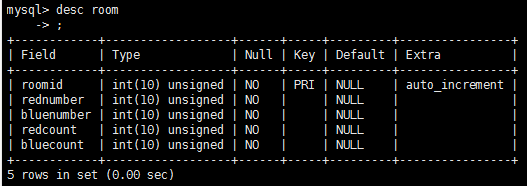 mysql> desc room
    -> ;
+------------+------------------+------+-----+---------+----------------+
| Field      | Type             | Null | Key | Default | Extra          |
+------------+------------------+------+-----+---------+----------------+
| roomid     | int(10) unsigned | NO   | PRI | NULL    | auto_increment |
| rednumber  | int(10) unsigned | NO   |     | NULL    |                |
| bluenumber | int(10) unsigned | NO   |     | NULL    |                |
| redcount   | int(10) unsigned | NO   |     | NULL    |                |
| bluecount  | int(10) unsigned | NO   |     | NULL    |                |
+------------+------------------+------+-----+---------+----------------+
5 rows in set (0.00 sec)